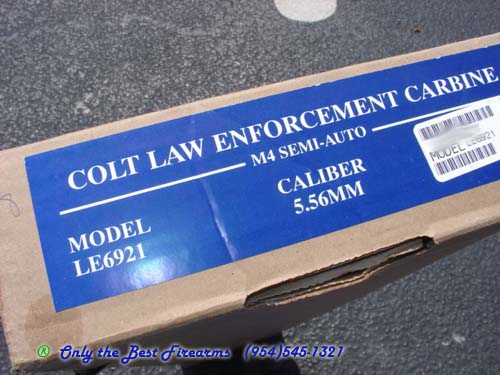 COLT LAW ENFORCEMENT CARBINE
M4 SEMI-AUTO
MODEL
LE6921
CALIBER
5.56MM
MODEL LE6921
8
® Only the Best Firearms (954)545-1321